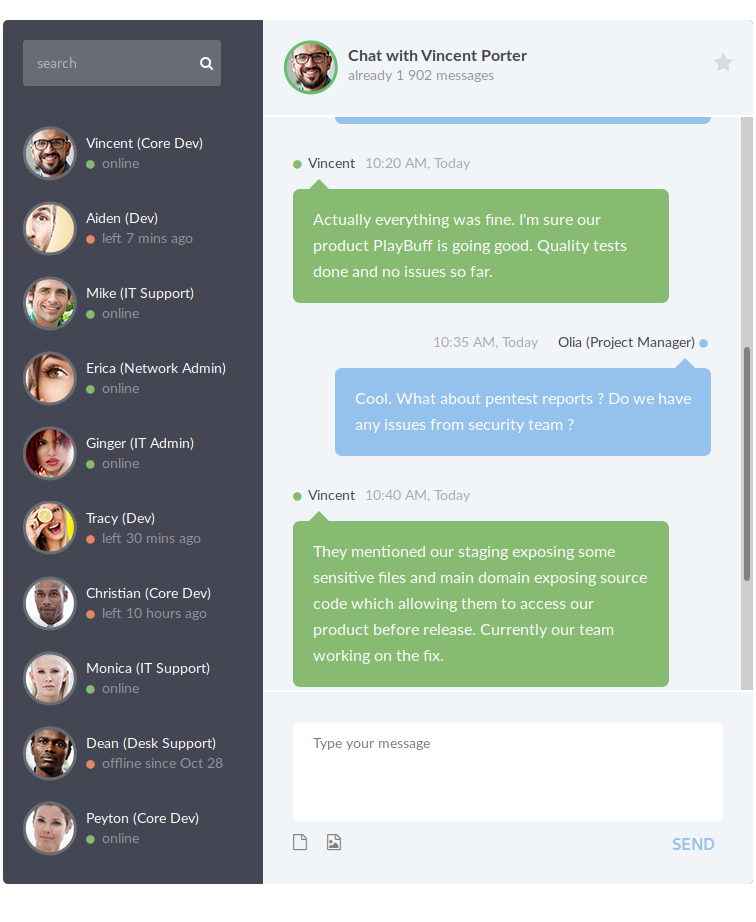 search
Vincent (Core Dev)
online
Aiden (Dev)
left 7 mins ago
Mike (IT Support)
online
Erica (Network Admin)
online
Ginger (IT Admin)
online
Tracy (Dev)
left 30 mins ago
Christian (Core Dev)
left 10 hours ago
Monica (IT Support)
online
Dean (Desk Support)
offline since Oct 28
Peyton (Core Dev)
online
Chat with Vincent Porter
already 1 902 messages
Vincent 10:20 AM, Today
Actually everything was fine. I'm sure our
product PlayBuff is going good. Quality tests
done and no issues so far.
10:35 AM, Today Olia (Project Manager)
Cool. What about pentest reports ? Do we have
any issues from security team ?
Vincent 10:40 AM, Today
They mentioned our staging exposing some
sensitive files and main domain exposing source
code which allowing them to access our
product before release. Currently our team
working on the fix.
Type your message
SEND